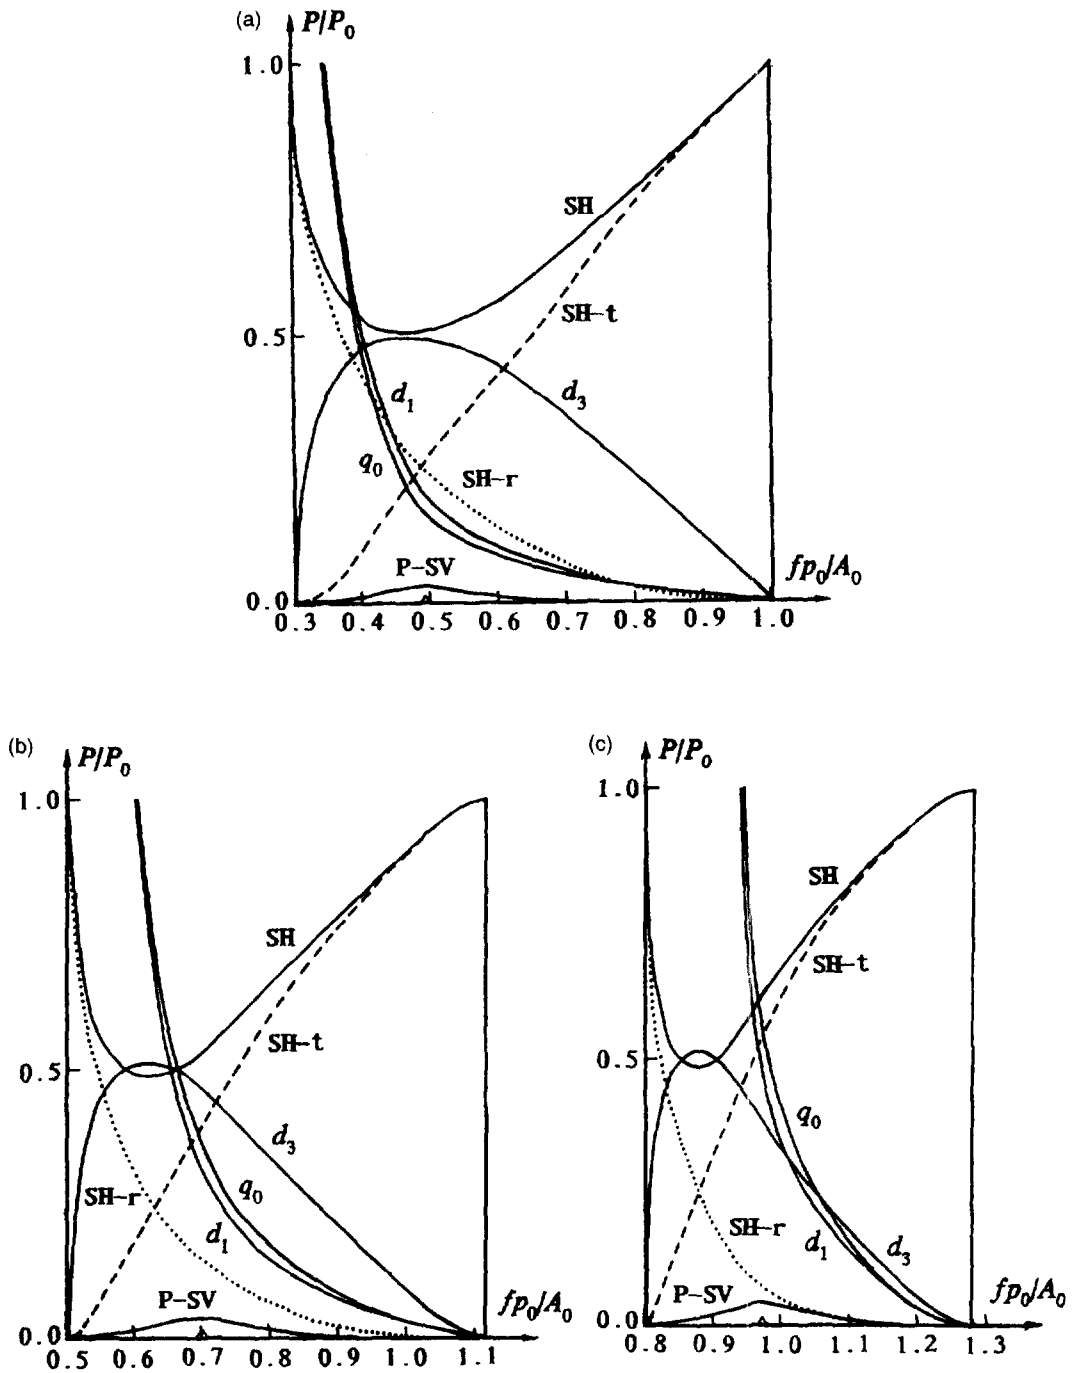 (a) P/P₀
1.0
SH
0.5
SH-t
d₁
d₃
q₀
SH-r
P-SV
fp₀/A₀
0.0
0.3 0.4 0.5 0.6 0.7 0.8 0.9 1.0
(b) P/P₀
1.0
SH
SH-t
0.5
d₃
SH-r
q₀
d₁
P-SV
fp₀/A₀
0.0
0.5 0.6 0.7 0.8 0.9 1.0 1.1
(c) P/P₀
1.0
SH
SH-t
0.5
q₀
SH-r
d₁
d₃
P-SV
fp₀/A₀
0.0
0.8 0.9 1.0 1.1 1.2 1.3